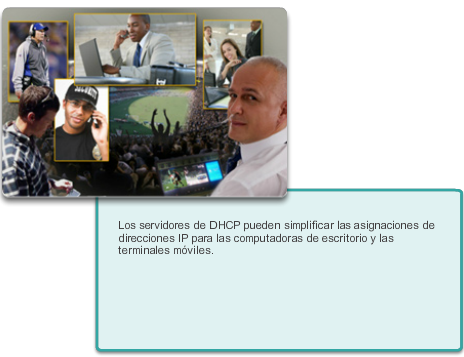 Los servidores de DHCP pueden simplificar las asignaciones de
direcciones IP para las computadoras de escritorio y las
terminales móviles.